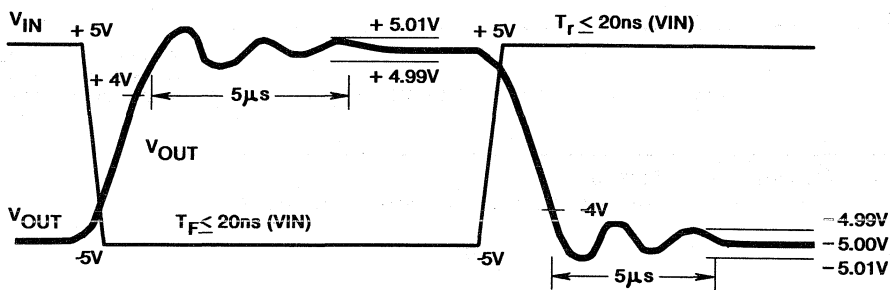 VIN
+ 5V
+ 5.01V
Tr ≤ 20ns (VIN)
+ 4V
+ 4.99V
5μs
VOUT
VOUT
TF ≤ 20ns (VIN)
-4V
-5V
-5V
5μs
- 4.99V
- 5.00V
- 5.01V